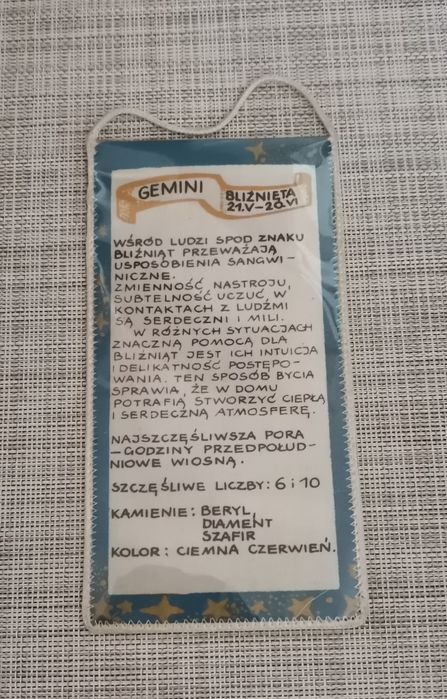 GEMINI
BLIŹNIĘTA
21.V–20.VI
WŚRÓD LUDZI SPOD ZNAKU
BLIŹNIĄT PRZEWAŻAJĄ
USPOSOBIENIA SANGWI-
NICZNE.
ZMIENNOŚĆ NASTROJU,
SUBTELNOŚĆ UCZUĆ, W
KONTAKTACH Z LUDŹMI
SĄ SERDECZNI I MILI.
W RÓŻNYCH SYTUACJACH
ZNACZNĄ POMOCĄ DLA
BLIŹNIĄT JEST ICH INTUICJA
I DELIKATNOŚĆ POSTĘPO-
WANIA. TEN SPOSÓB BYCIA
SPRAWIA, ŻE W DOMU
POTRAFIĄ STWORZYĆ CIEPŁĄ
I SERDECZNĄ ATMOSFERĘ.
NAJSZCZĘŚLIWSZA PORA
–GODZINY PRZEDPOŁUD-
NIOWE WIOSNĄ.
SZCZĘŚLIWE LICZBY: 6 i 10
KAMIENIE: BERYL,
DIAMENT
SZAFIR
KOLOR: CIEMNA CZERWIEŃ.